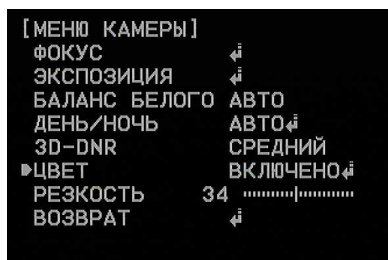 [МЕНЮ КАМЕРЫ]
ФОКУС ↲
ЭКСПОЗИЦИЯ ↲
БАЛАНС БЕЛОГО АВТО
ДЕНЬ/НОЧЬ АВТО↲
3D-DNR СРЕДНИЙ
ЦВЕТ ВКЛЮЧЕНО↲
РЕЗКОСТЬ 34
ВОЗВРАТ ↲